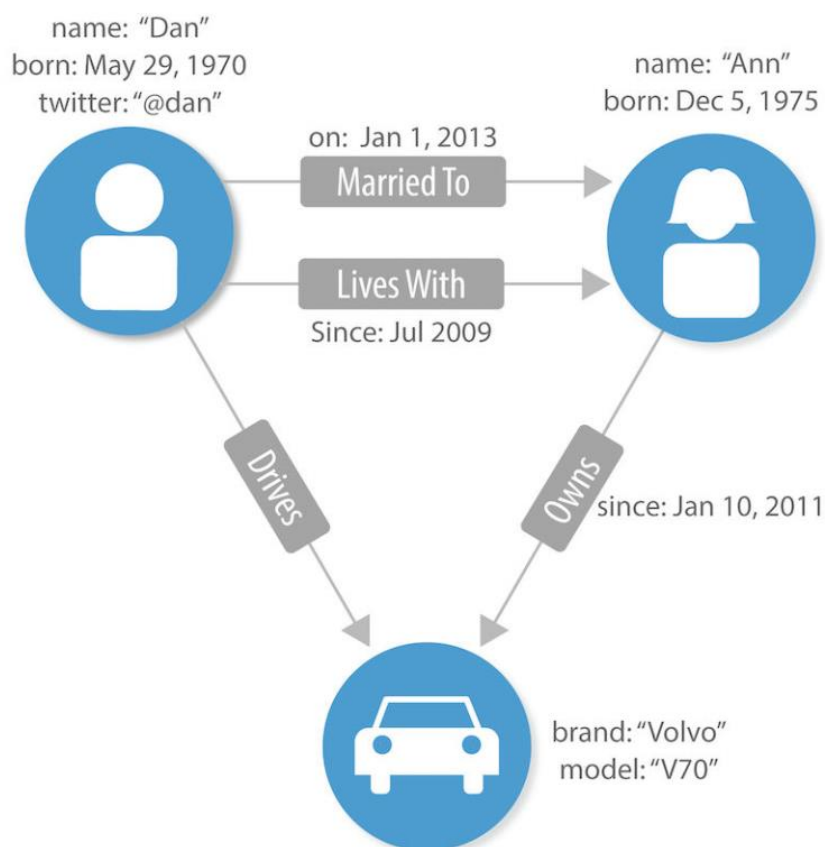 name: “Dan”
born: May 29, 1970
twitter: “@dan”
name: “Ann”
born: Dec 5, 1975
on: Jan 1, 2013
Married To
Lives With
Since: Jul 2009
Drives
Owns
since: Jan 10, 2011
brand: “Volvo”
model: “V70”